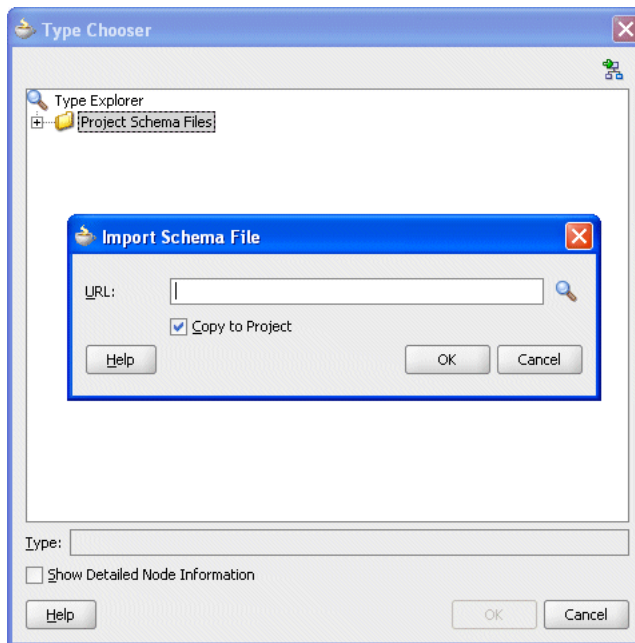 Type Chooser
Type Explorer
Project Schema Files
Import Schema File
URL:
Copy to Project
Help OK Cancel
Type:
Show Detailed Node Information
Help OK Cancel